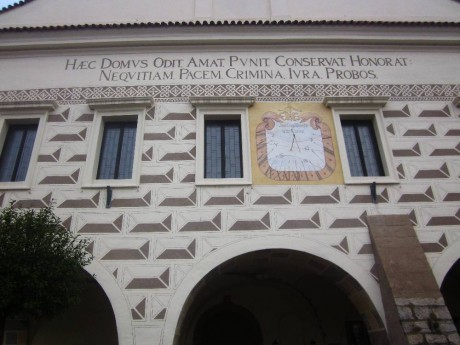 HÆC DOMVS ODIT AMAT PVNIT CONSERVAT HONORAT
NEQVITIAM PACEM, CRIMINA, IVRA, PROBOS.